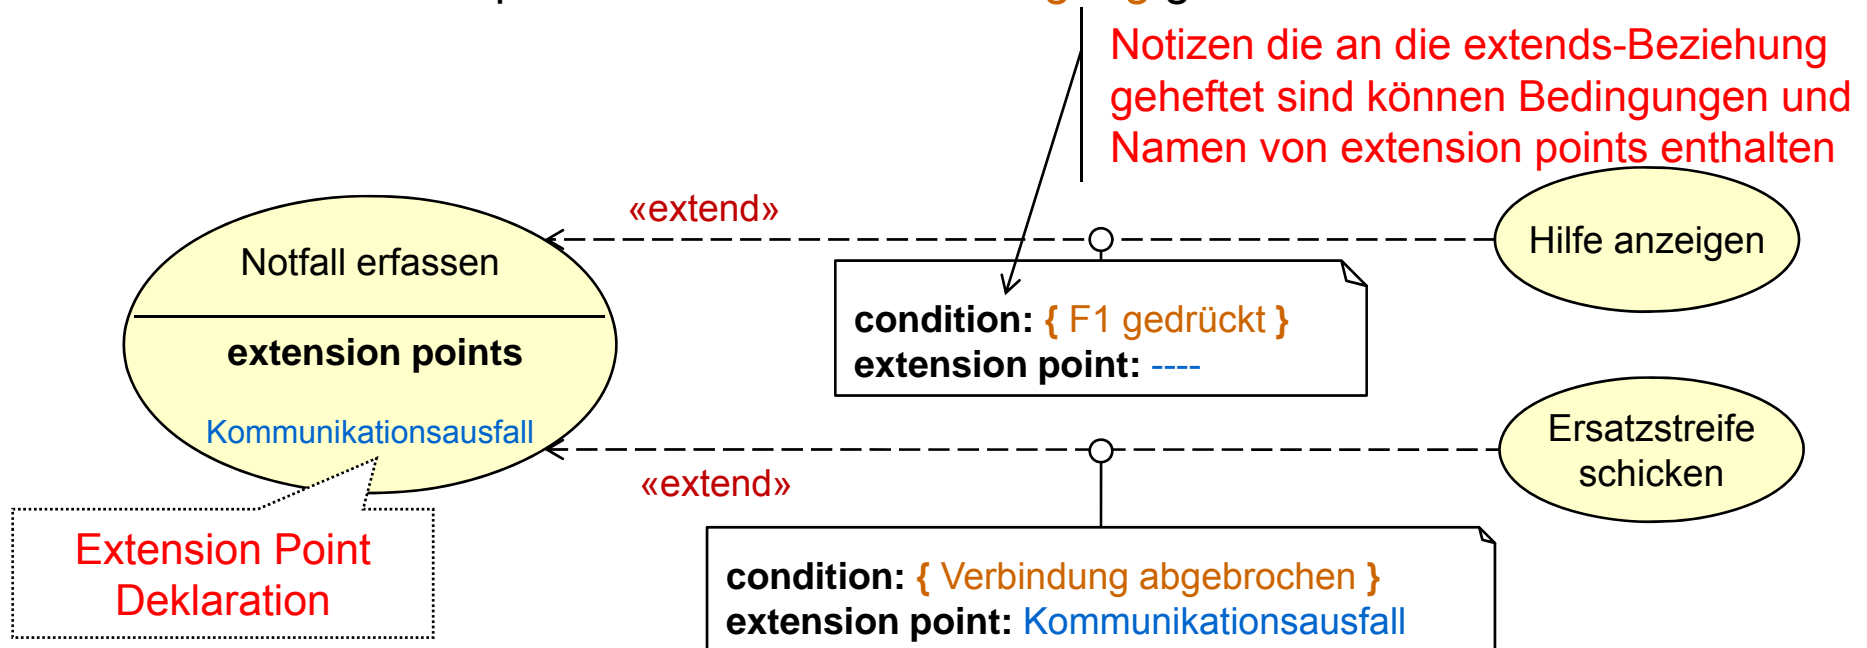 Notizen die an die extends-Beziehung
geheftet sind können Bedingungen und
Namen von extension points enthalten
«extend»
Notfall erfassen
Hilfe anzeigen
condition: { F1 gedrückt }
extension points
extension point: ----
Kommunikationsausfall
Ersatzstreife
schicken
«extend»
Extension Point
Deklaration
condition: { Verbindung abgebrochen }
extension point: Kommunikationsausfall